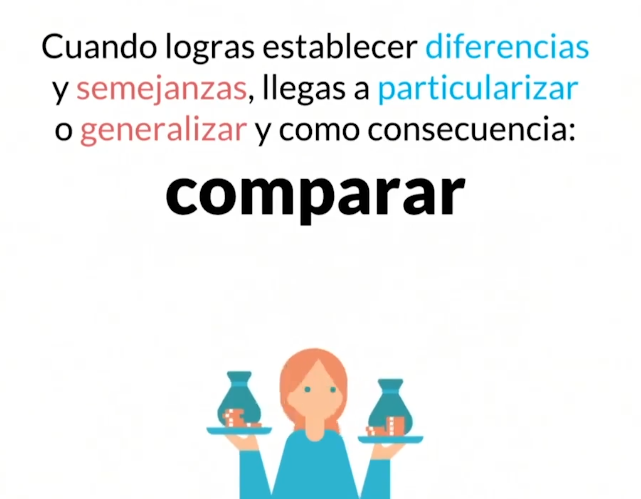 Cuando logras establecer diferencias
y semejanzas, llegas a particularizar
o generalizar y como consecuencia:
comparar